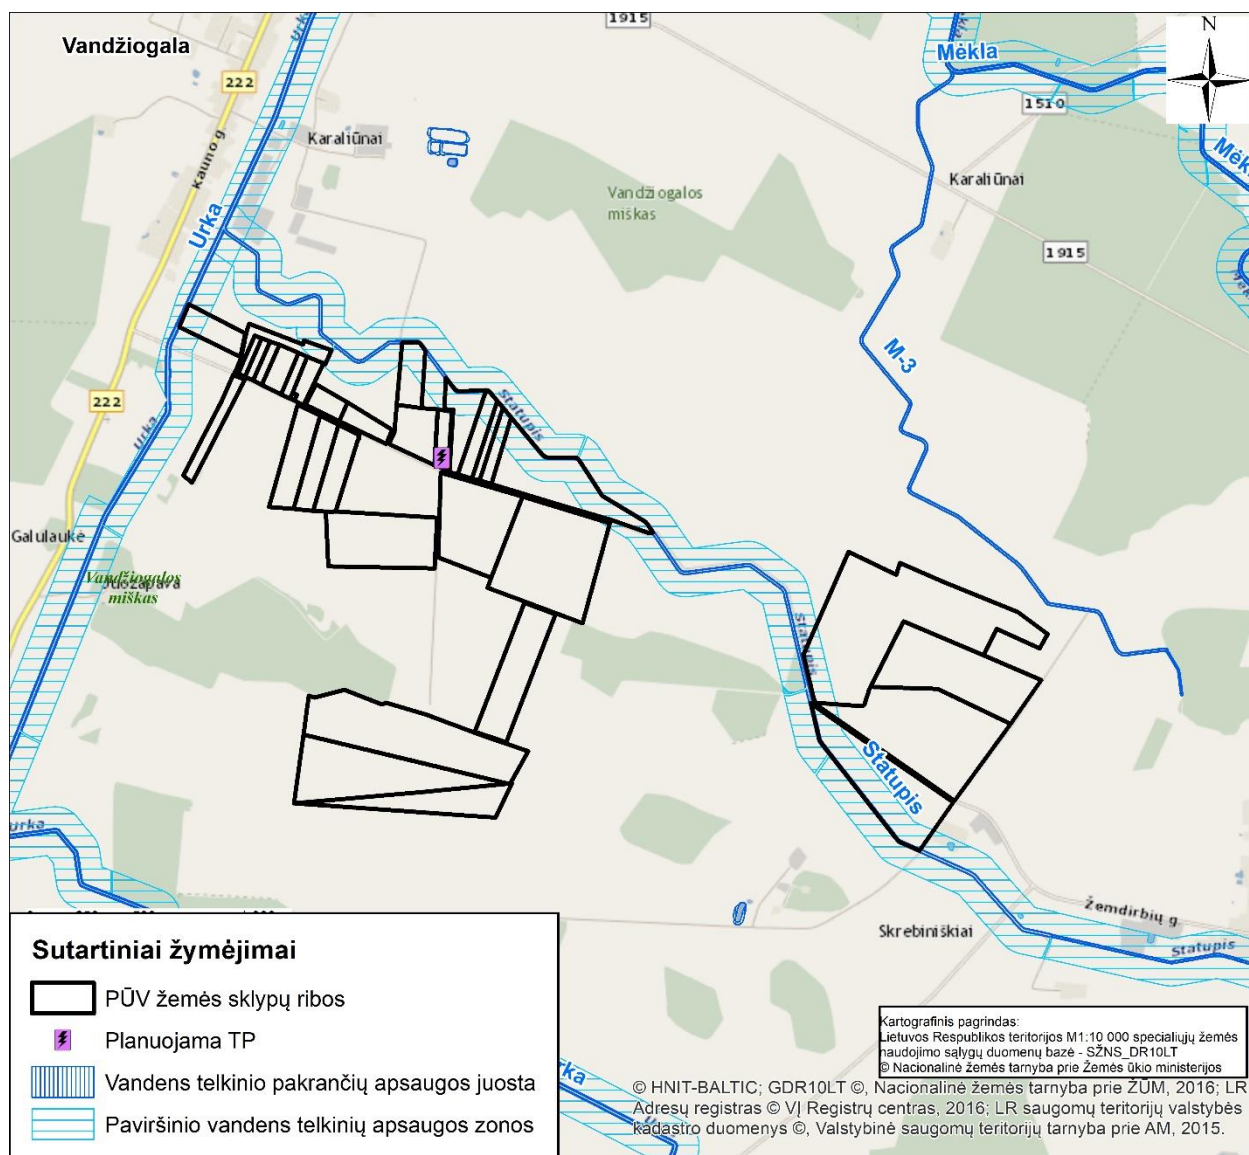 1915
N
Vandžiogala
Mėkla
222
1510
Karaliūnai
Kauno g.
Karaliūnai
Vandžiogalos
miškas
Urka
1915
M-3
222
Urka
Statupis
Galulaukė
Vandžiogalos
miškas
Juozapava
Statupis
Statupis
Urka
Žemdirbių g.
Skrebiniškiai
Statupis
Sutartiniai žymėjimai
PŪV žemės sklypų ribos
Planuojama TP
Vandens telkinio pakrančių apsaugos juosta
Paviršinio vandens telkinių apsaugos zonos
Kartografinis pagrindas:
Lietuvos Respublikos teritorijos M1:10 000 specialiųjų žemės
naudojimo sąlygų duomenų bazė - SŽNS_DR10LT
© Nacionalinė žemės tarnyba prie Žemės ūkio ministerijos
© HNIT-BALTIC; GDR10LT ©, Nacionalinė žemės tarnyba prie ŽŪM, 2016; LR
Adresų registras © VĮ Registrų centras, 2016; LR saugomų teritorijų valstybės
kadastro duomenys ©, Valstybinė saugomų teritorijų tarnyba prie AM, 2015.